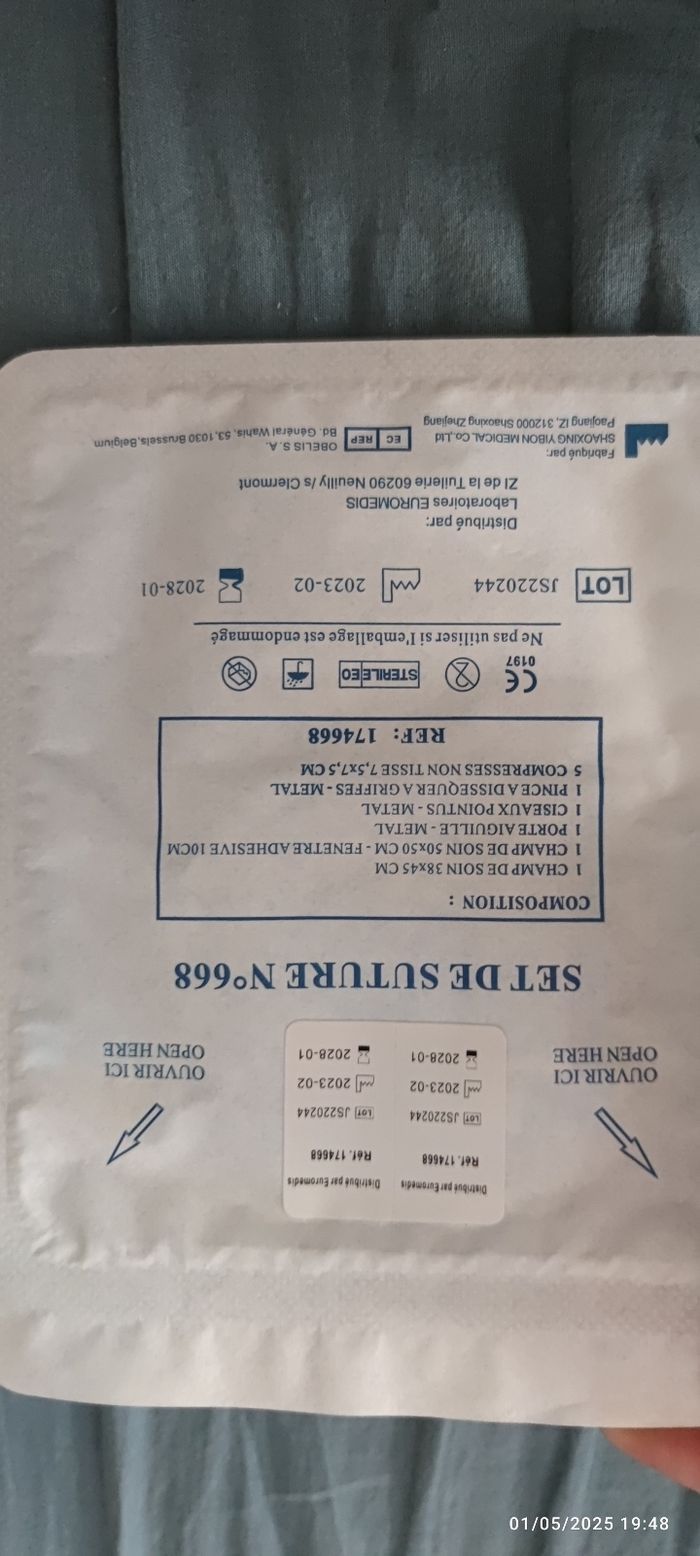 Distribué par Euromedis
Réf. 174668
LOT JS220244
2023-02
2028-01
Distribué par Euromedis
Réf. 174668
LOT JS220244
2023-02
2028-01
OUVRIR ICI
OPEN HERE
OUVRIR ICI
OPEN HERE
SET DE SUTURE N°668
COMPOSITION :
1 CHAMP DE SOIN 38x45 CM
1 CHAMP DE SOIN 50x50 CM - FENETRE ADHESIVE 10CM
1 PORTE AIGUILLE - METAL
1 CISEAUX POINTUS - METAL
1 PINCE A DISSEQUER A GRIFFES - METAL
5 COMPRESSES NON TISSE 7,5x7,5 CM
REF: 174668
CE
0197
2
STERILE EO
Ne pas utiliser si l'emballage est endommagé
LOT JS220244 2023-02 2028-01
Distribué par:
Laboratoires EUROMEDIS
ZI de la Tuilerie 60290 Neuilly /s Clermont
Fabriqué par:
SHAOXING YIBON MEDICAL Co.,Ltd
Paojiang IZ, 312000 Shaoxing Zhejiang
EC REP
OBELIS S.A.
Bd. Général Wahis, 53,1030 Brussels,Belgium
01/05/2025 19:48